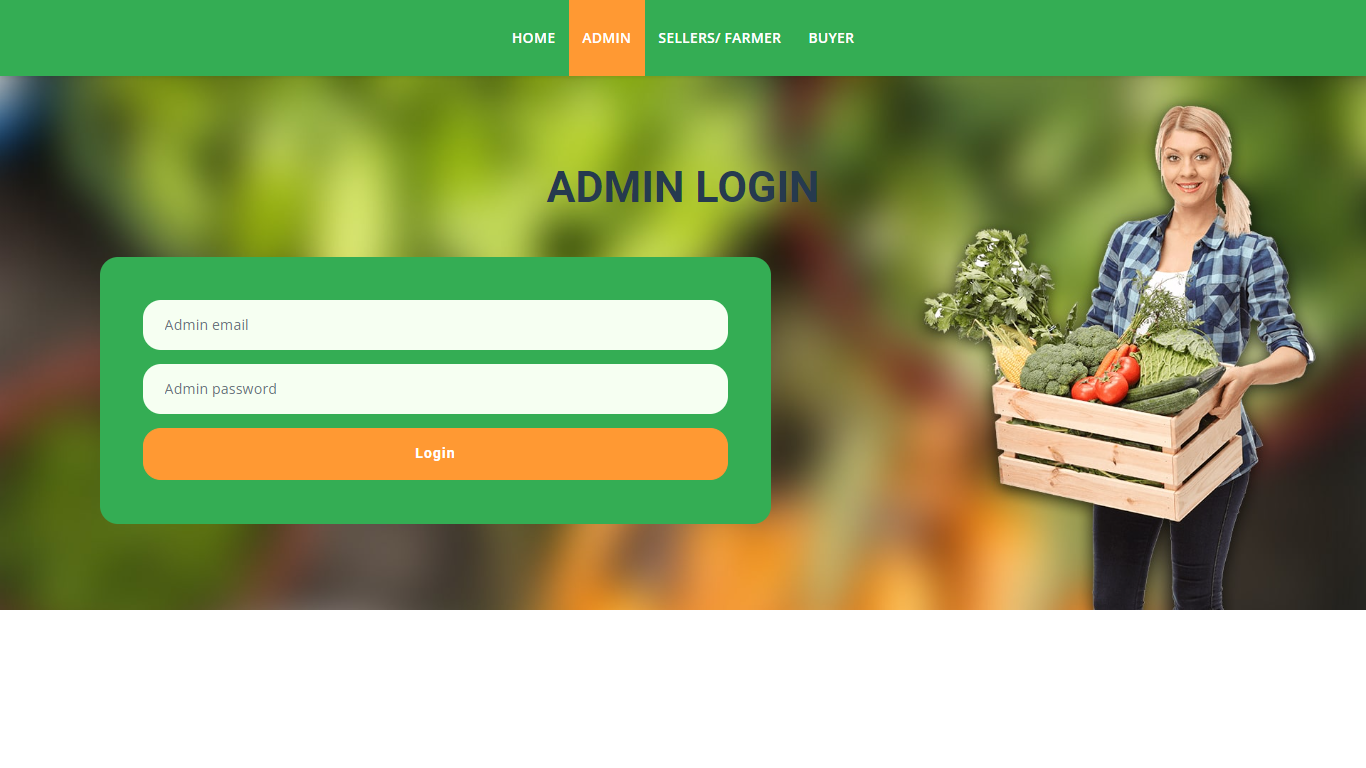 HOME ADMIN SELLERS/ FARMER BUYER
ADMIN LOGIN
Admin email
Admin password
Login